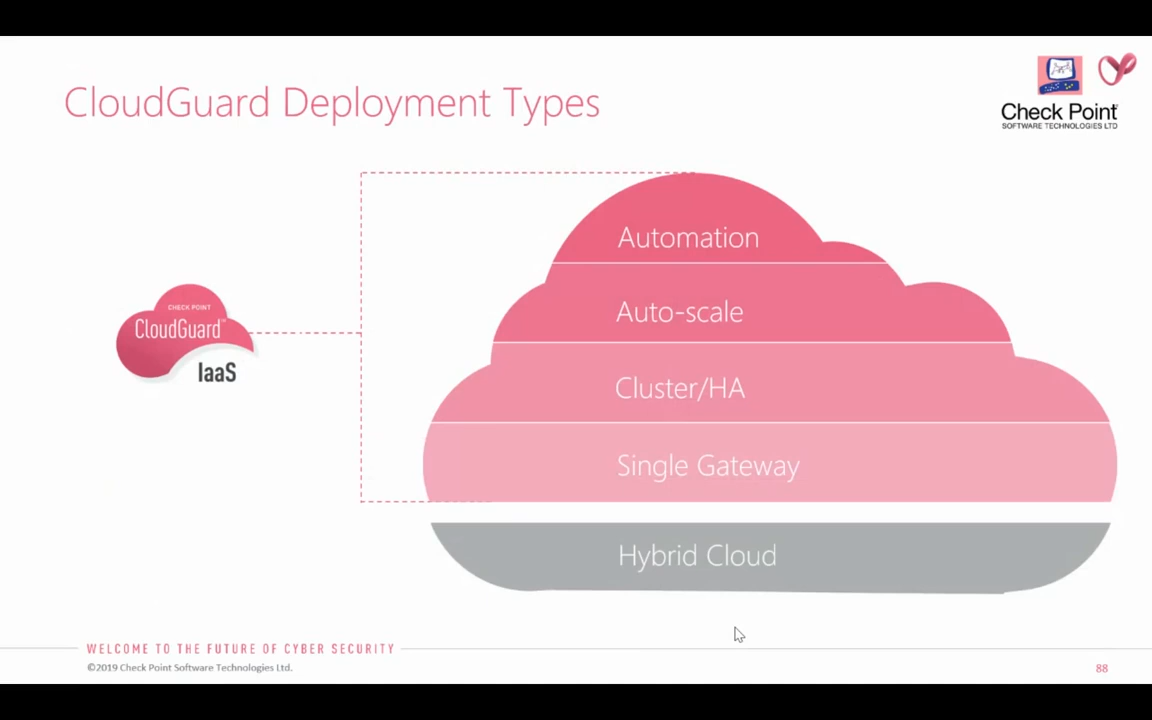 CloudGuard Deployment Types
Check Point
SOFTWARE TECHNOLOGIES LTD
Automation
Auto-scale
CHECK POINT
CloudGuard™
IaaS
Cluster/HA
Single Gateway
Hybrid Cloud
WELCOME TO THE FUTURE OF CYBER SECURITY
©2019 Check Point Software Technologies Ltd.
88